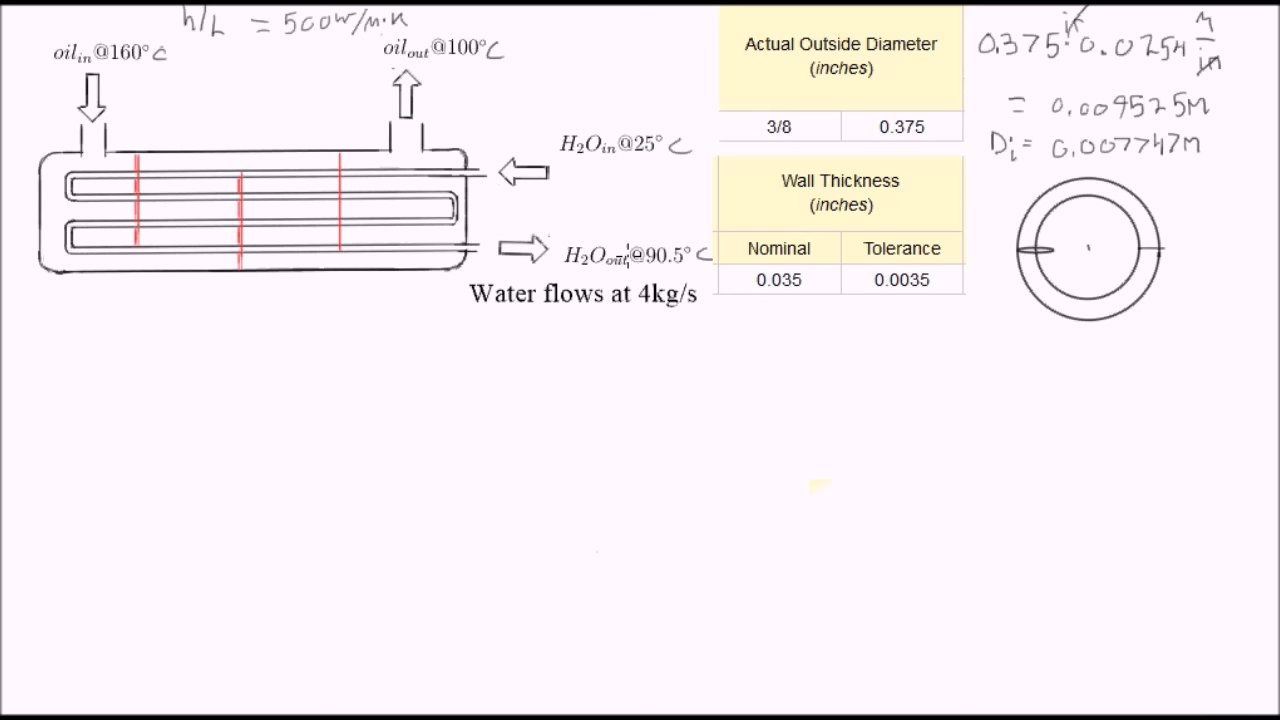 h/L = 500w/m·K
oil_in@160°C
oil_out@100°C
H₂O_in@25°C
H₂O_out@90.5°C
Water flows at 4kg/s
Actual Outside Diameter
(inches)
3/8 0.375
Wall Thickness
(inches)
Nominal Tolerance
0.035 0.0035
0.375 in · 0.0254 M/in
= 0.009525M
Di = 0.007747M